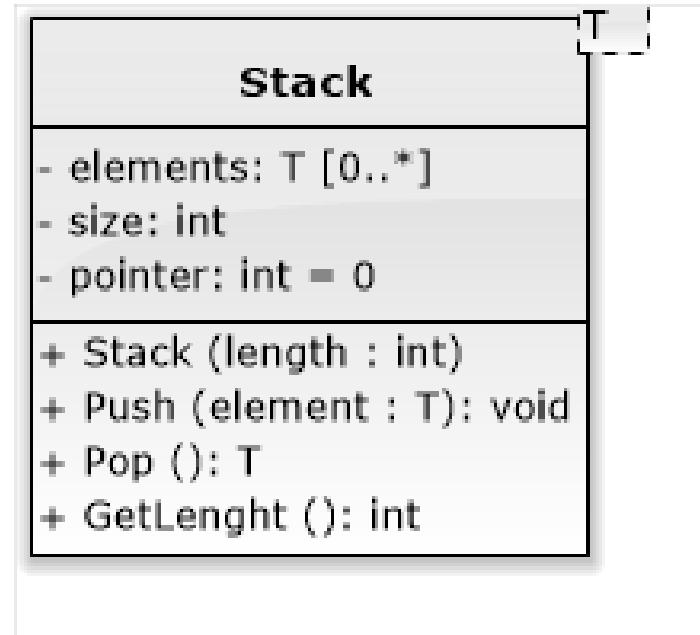 T
Stack
- elements: T [0..*]
- size: int
- pointer: int = 0
+ Stack (length : int)
+ Push (element : T): void
+ Pop (): T
+ GetLenght (): int